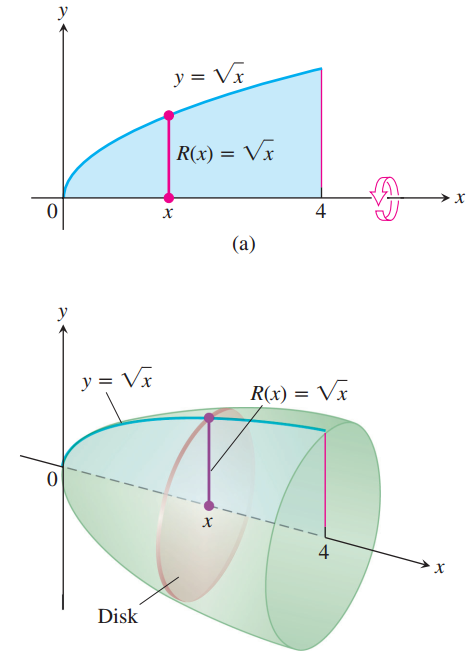 y
y = √x
R(x) = √x
0 x 4 x
(a)
y
y = √x
R(x) = √x
0
x
4
x
Disk